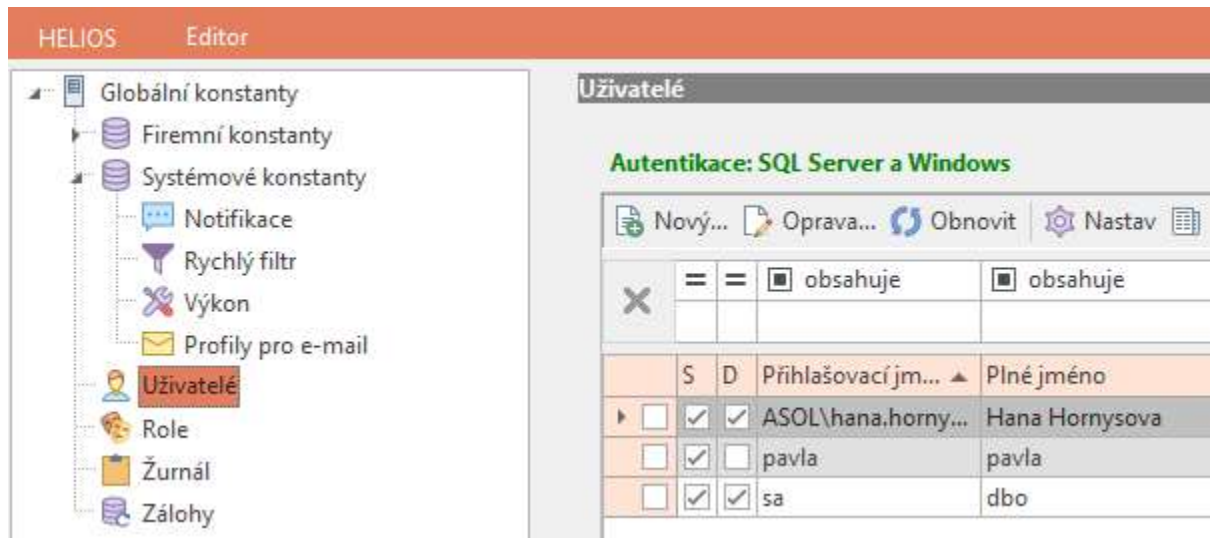 HELIOS Editor
Globální konstanty
Firemní konstanty
Systémové konstanty
Notifikace
Rychlý filtr
Výkon
Profily pro e-mail
Uživatelé
Role
Žurnál
Zálohy
Uživatelé
Autentikace: SQL Server a Windows
Nový... Oprava... Obnovit Nastav
= = obsahuje obsahuje
S D Přihlašovací jm... Plné jméno
ASOL\hana.horny... Hana Hornysova
pavla pavla
sa dbo